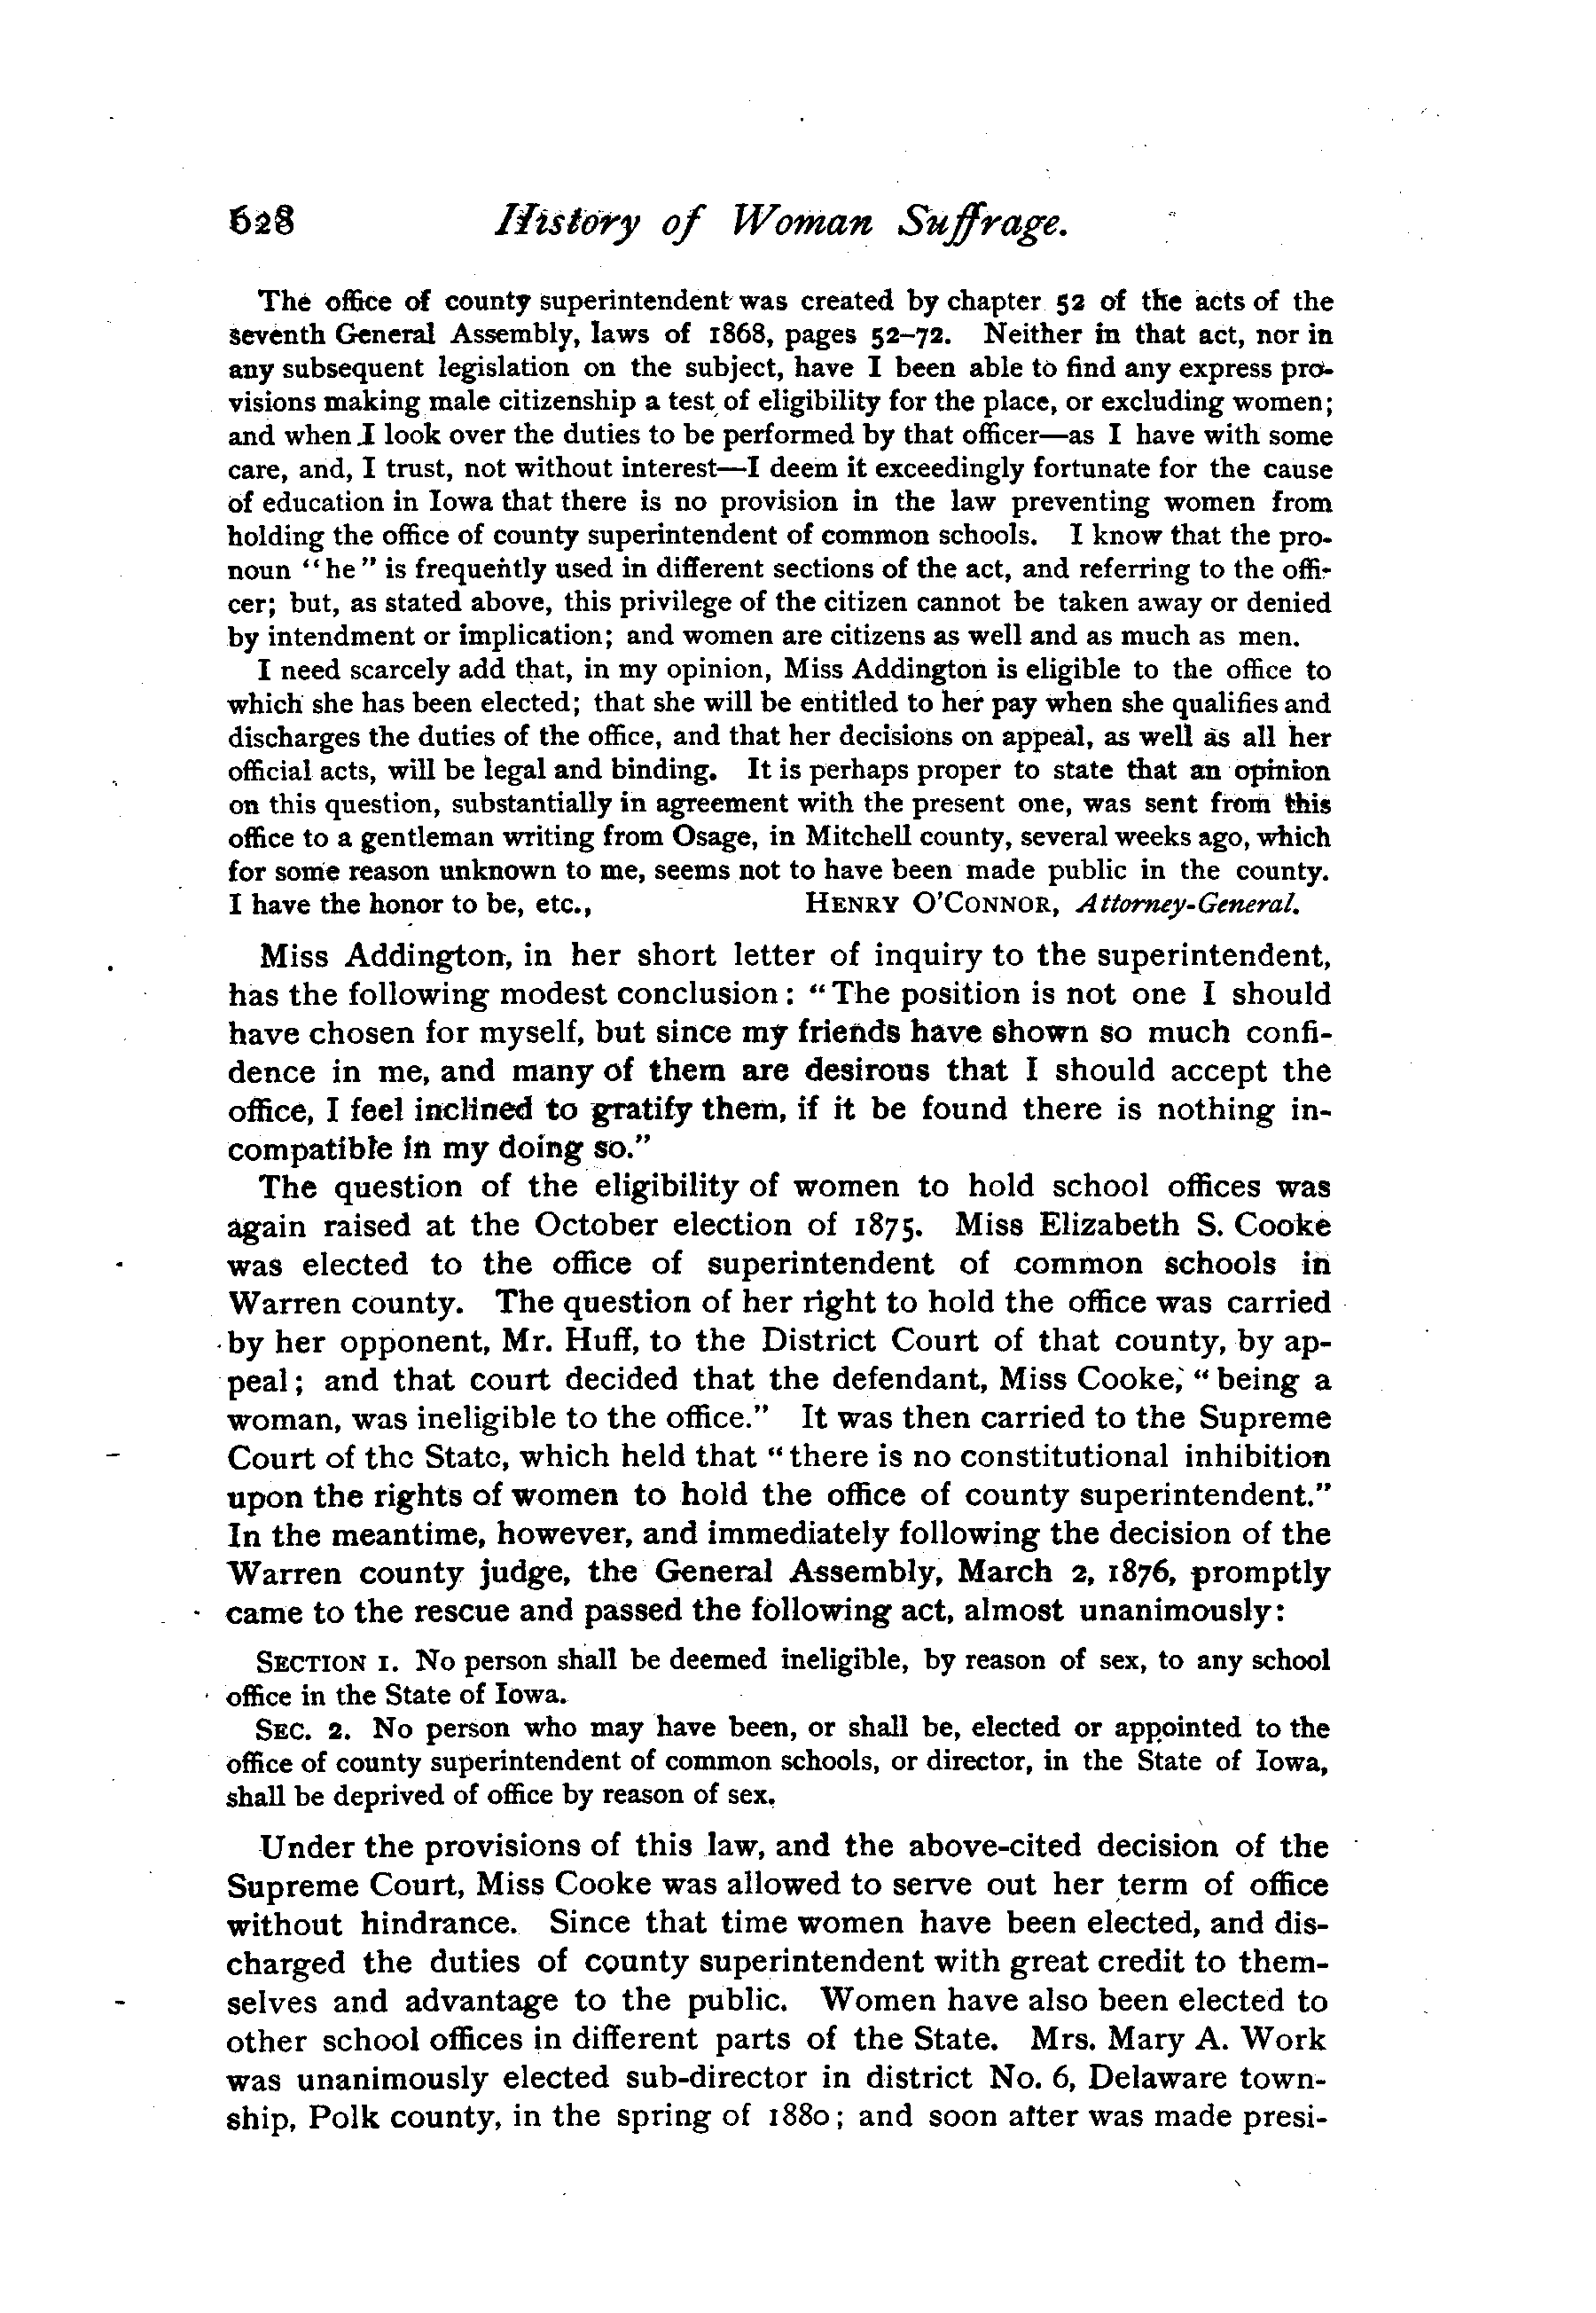 628 History of Woman Suffrage.
The office of county superintendent was created by chapter 52 of the acts of the
seventh General Assembly, laws of 1868, pages 52–72. Neither in that act, nor in
any subsequent legislation on the subject, have I been able to find any express pro-
visions making male citizenship a test of eligibility for the place, or excluding women;
and when I look over the duties to be performed by that officer—as I have with some
care, and, I trust, not without interest—I deem it exceedingly fortunate for the cause
of education in Iowa that there is no provision in the law preventing women from
holding the office of county superintendent of common schools. I know that the pro-
noun "he" is frequently used in different sections of the act, and referring to the offi-
cer; but, as stated above, this privilege of the citizen cannot be taken away or denied
by intendment or implication; and women are citizens as well and as much as men.
I need scarcely add that, in my opinion, Miss Addington is eligible to the office to
which she has been elected; that she will be entitled to her pay when she qualifies and
discharges the duties of the office, and that her decisions on appeal, as well as all her
official acts, will be legal and binding. It is perhaps proper to state that an opinion
on this question, substantially in agreement with the present one, was sent from this
office to a gentleman writing from Osage, in Mitchell county, several weeks ago, which
for some reason unknown to me, seems not to have been made public in the county.
I have the honor to be, etc., HENRY O'CONNOR, Attorney-General.
Miss Addington, in her short letter of inquiry to the superintendent,
has the following modest conclusion: "The position is not one I should
have chosen for myself, but since my friends have shown so much confi-
dence in me, and many of them are desirous that I should accept the
office, I feel inclined to gratify them, if it be found there is nothing in-
compatible in my doing so."
The question of the eligibility of women to hold school offices was
again raised at the October election of 1875. Miss Elizabeth S. Cooke
was elected to the office of superintendent of common schools in
Warren county. The question of her right to hold the office was carried
by her opponent, Mr. Huff, to the District Court of that county, by ap-
peal; and that court decided that the defendant, Miss Cooke, "being a
woman, was ineligible to the office." It was then carried to the Supreme
Court of the State, which held that "there is no constitutional inhibition
upon the rights of women to hold the office of county superintendent."
In the meantime, however, and immediately following the decision of the
Warren county judge, the General Assembly, March 2, 1876, promptly
came to the rescue and passed the following act, almost unanimously:
SECTION 1. No person shall be deemed ineligible, by reason of sex, to any school
office in the State of Iowa.
SEC. 2. No person who may have been, or shall be, elected or appointed to the
office of county superintendent of common schools, or director, in the State of Iowa,
shall be deprived of office by reason of sex.
Under the provisions of this law, and the above-cited decision of the
Supreme Court, Miss Cooke was allowed to serve out her term of office
without hindrance. Since that time women have been elected, and dis-
charged the duties of county superintendent with great credit to them-
selves and advantage to the public. Women have also been elected to
other school offices in different parts of the State. Mrs. Mary A. Work
was unanimously elected sub-director in district No. 6, Delaware town-
ship, Polk county, in the spring of 1880; and soon after was made presi-